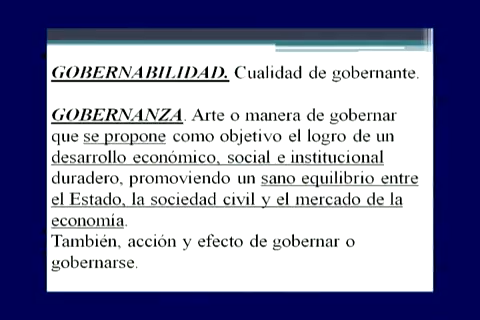 GOBERNABILIDAD. Cualidad de gobernante.
GOBERNANZA. Arte o manera de gobernar
que se propone como objetivo el logro de un
desarrollo económico, social e institucional
duradero, promoviendo un sano equilibrio entre
el Estado, la sociedad civil y el mercado de la
economía.
También, acción y efecto de gobernar o
gobernarse.